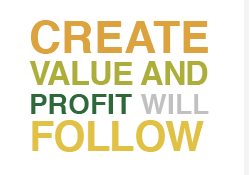 CREATE
VALUE AND
PROFIT WILL
FOLLOW